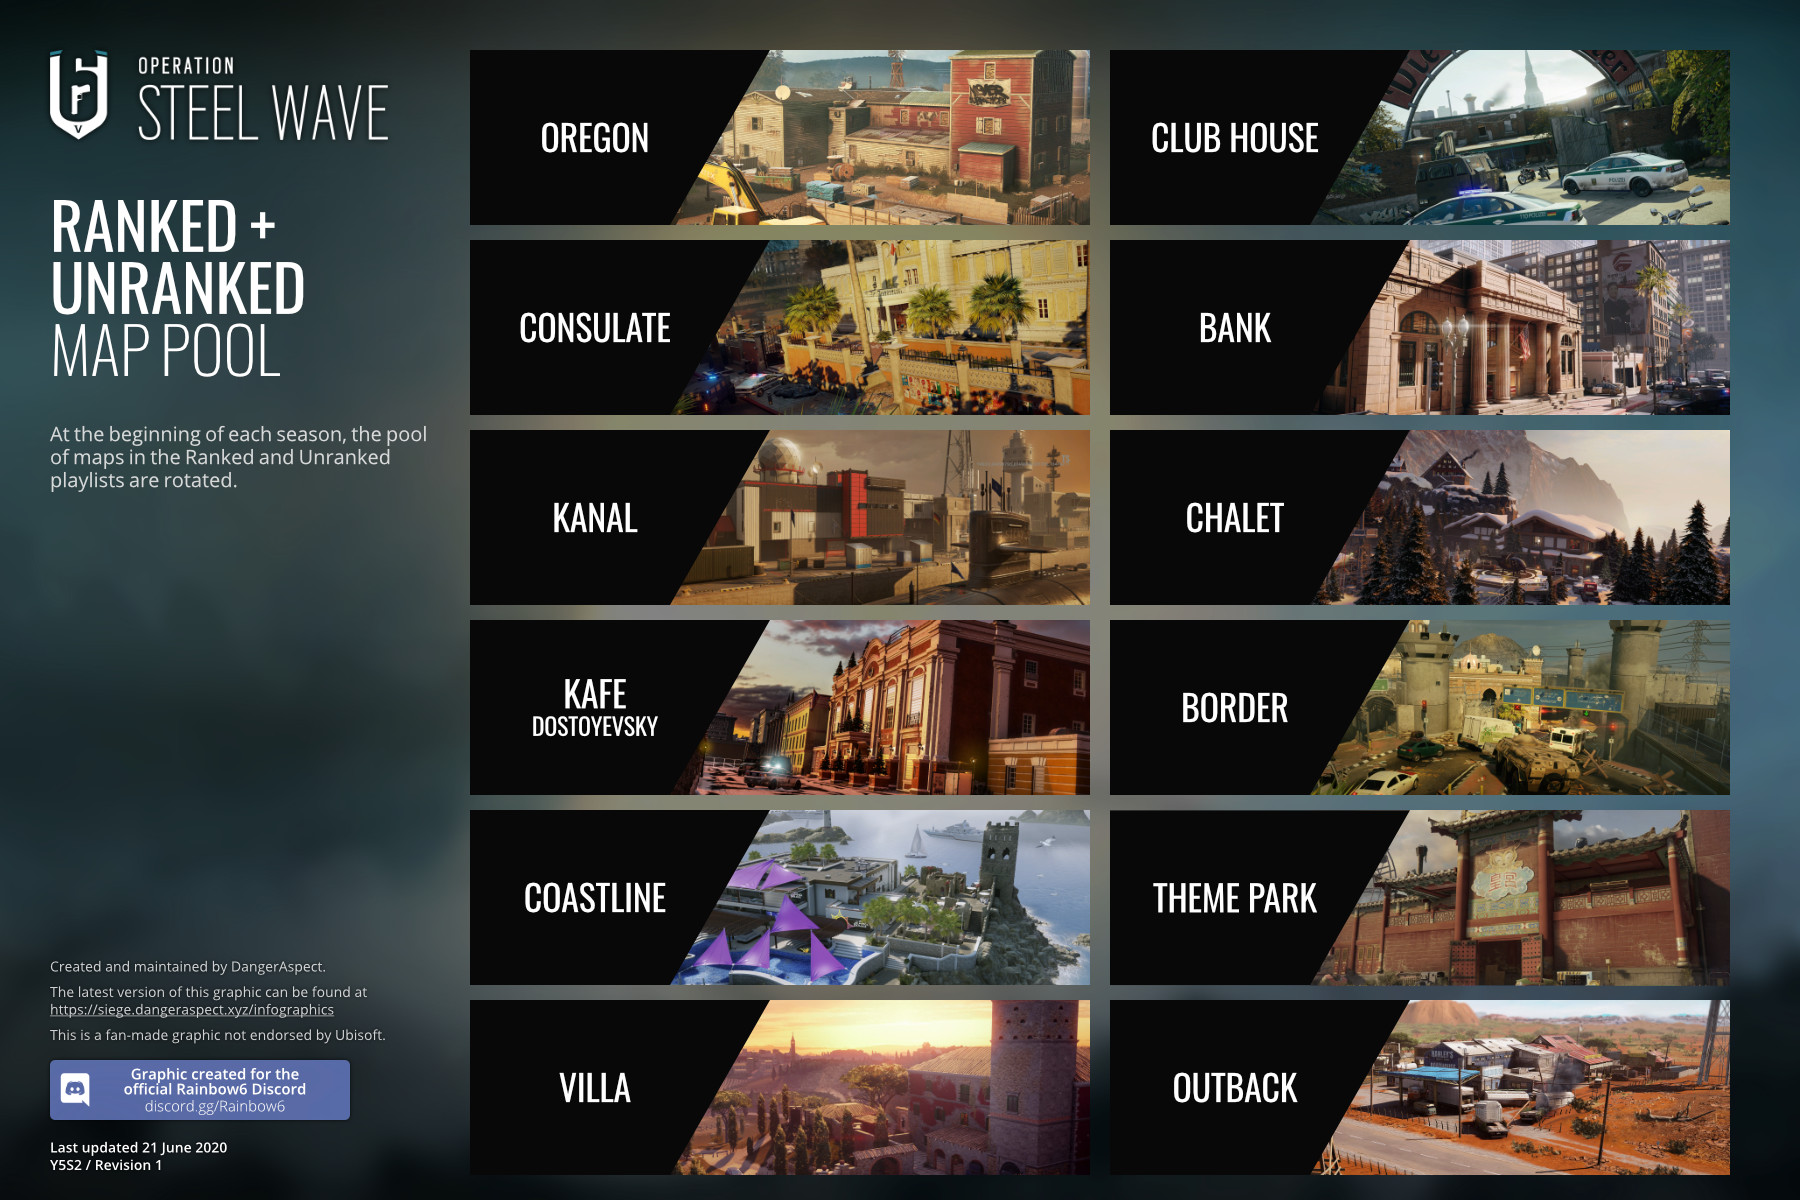 OPERATION
STEEL WAVE
RANKED +
UNRANKED
MAP POOL
At the beginning of each season, the pool
of maps in the Ranked and Unranked
playlists are rotated.
OREGON
CLUB HOUSE
CONSULATE
BANK
KANAL
CHALET
KAFE
DOSTOYEVSKY
BORDER
COASTLINE
THEME PARK
VILLA
OUTBACK
Created and maintained by DangerAspect.
The latest version of this graphic can be found at
https://siege.dangeraspect.xyz/infographics
This is a fan-made graphic not endorsed by Ubisoft.
Graphic created for the
official Rainbow6 Discord
discord.gg/Rainbow6
Last updated 21 June 2020
Y5S2 / Revision 1